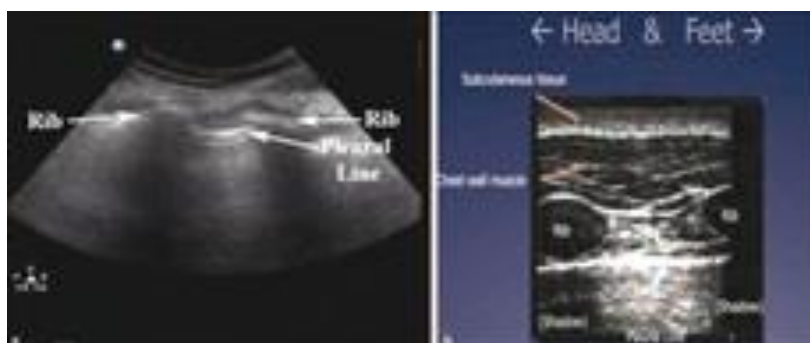 Rib
Rib
Pleural
Line
← Head & Feet →
Subcutaneous tissue
Chest wall muscle
Rib
Rib
(Shadow)
(Shadow)